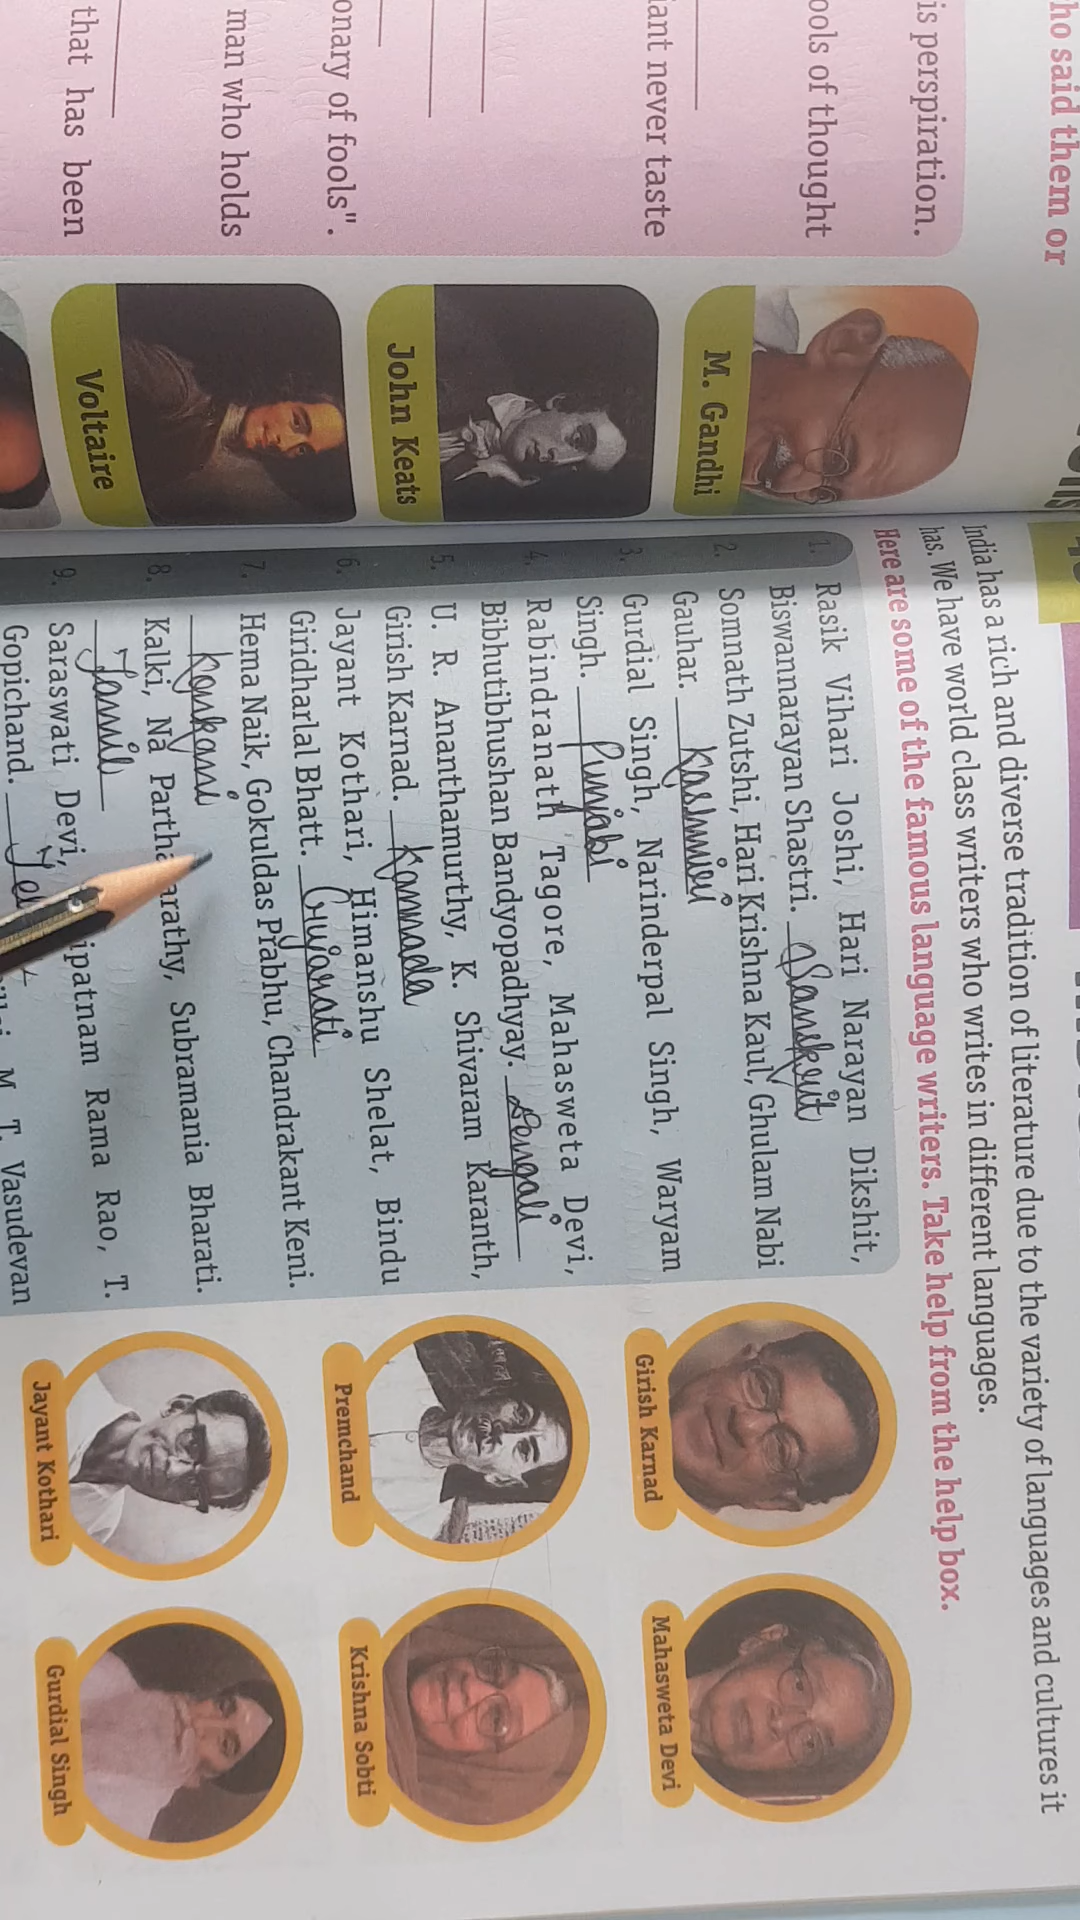 ho said them or
is perspiration.
ools of thought
iant never taste
onary of fools".
man who holds
that has been
M. Gandhi
John Keats
Voltaire
India has a rich and diverse tradition of literature due to the variety of languages and cultures it
has. We have world class writers who writes in different languages.
Here are some of the famous language writers. Take help from the help box.
1. Rasik Vihari Joshi, Hari Narayan Dikshit,
Biswannarayan Shastri. Sanskrit
2. Somnath Zutshi, Hari Krishna Kaul, Ghulam Nabi
Gauhar. Kashmiri
3. Gurdial Singh, Narinderpal Singh, Waryam
Singh. Punjabi
4. Rabindranath Tagore, Mahasweta Devi,
Bibhutibhushan Bandyopadhyay. Bengali
5. U. R. Ananthamurthy, K. Shivaram Karanth,
Girish Karnad. Kannada
6. Jayant Kothari, Himanshu Shelat, Bindu
Giridharlal Bhatt. Gujarati
7. Hema Naik, Gokuldas Prabhu, Chandrakant Keni.
8. Kalki, Na Parthasarathy, Subramania Bharati.
Tamil
9. Saraswati Devi, ipatnam Rama Rao, T.
Gopichand.
M. T. Vasudevan
Girish Karnad
Mahasweta Devi
Premchand
Krishna Sobti
Jayant Kothari
Gurdial Singh